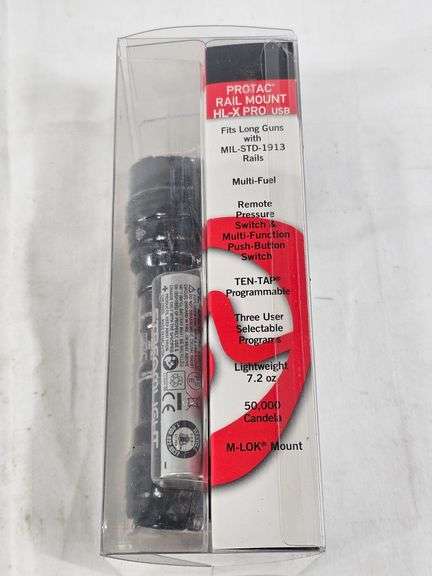 PROTAC®
RAIL MOUNT
HL-X PRO USB
Fits Long Guns
with
MIL-STD-1913
Rails
Multi-Fuel
Remote
Pressure
Switch &
Multi-Function
Push-Button
Switch
TEN-TAP®
Programmable
Three User
Selectable
Programs
Lightweight
7.2 oz
50,000
Candela
M-LOK® Mount
STREAMLIGHT
CE